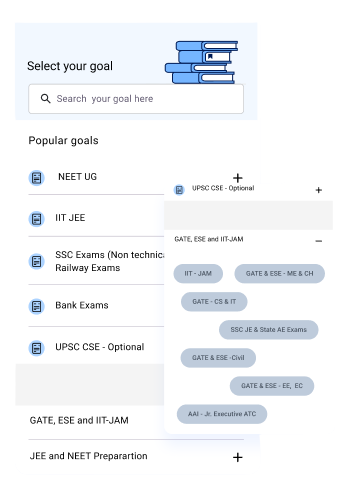 Select your goal
Search your goal here
Popular goals
NEET UG
IIT JEE
SSC Exams (Non technica
Railway Exams
Bank Exams
UPSC CSE - Optional
GATE, ESE and IIT-JAM
JEE and NEET Preparartion
UPSC CSE - Optional
GATE, ESE and IIT-JAM
IIT - JAM
GATE & ESE - ME & CH
GATE - CS & IT
SSC JE & State AE Exams
GATE & ESE -Civil
GATE & ESE - EE, EC
AAI - Jr. Executive ATC